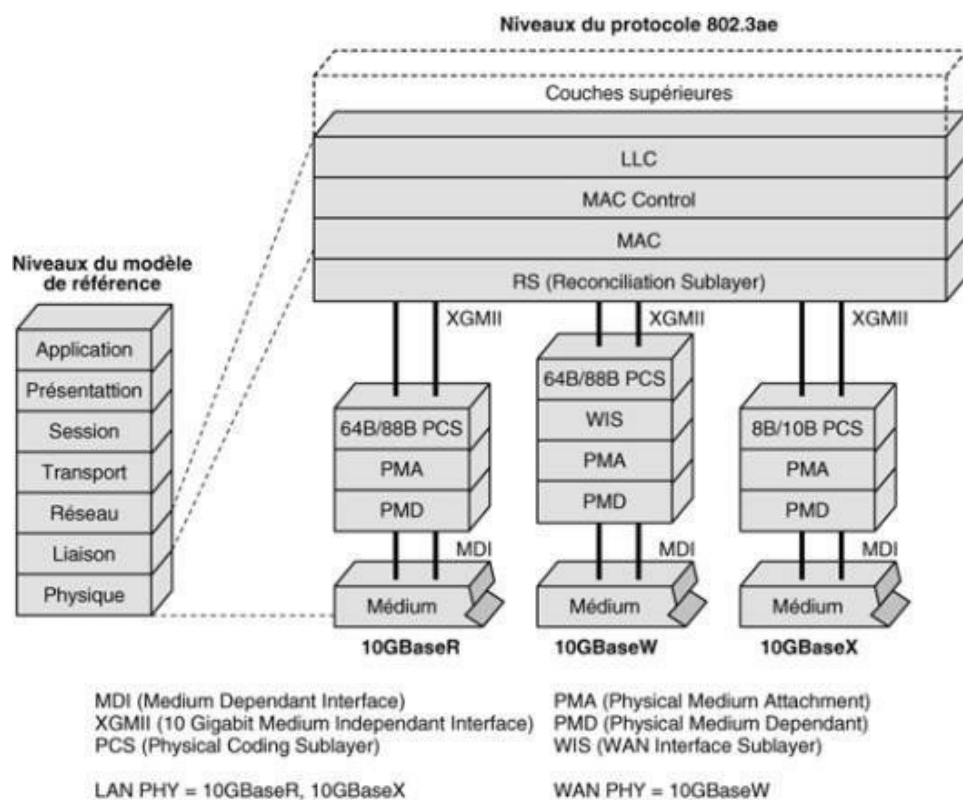 Niveaux du protocole 802.3ae
Couches supérieures
LLC
MAC Control
MAC
RS (Reconciliation Sublayer)
Niveaux du modèle
de référence
Application
Présentattion
Session
Transport
Réseau
Liaison
Physique
XGMII
64B/88B PCS
PMA
PMD
MDI
Médium
10GBaseR
XGMII
64B/88B PCS
WIS
PMA
PMD
MDI
Médium
10GBaseW
XGMII
8B/10B PCS
PMA
PMD
MDI
Médium
10GBaseX
MDI (Medium Dependant Interface)
XGMII (10 Gigabit Medium Independant Interface)
PCS (Physical Coding Sublayer)
LAN PHY = 10GBaseR, 10GBaseX
PMA (Physical Medium Attachment)
PMD (Physical Medium Dependant)
WIS (WAN Interface Sublayer)
WAN PHY = 10GBaseW